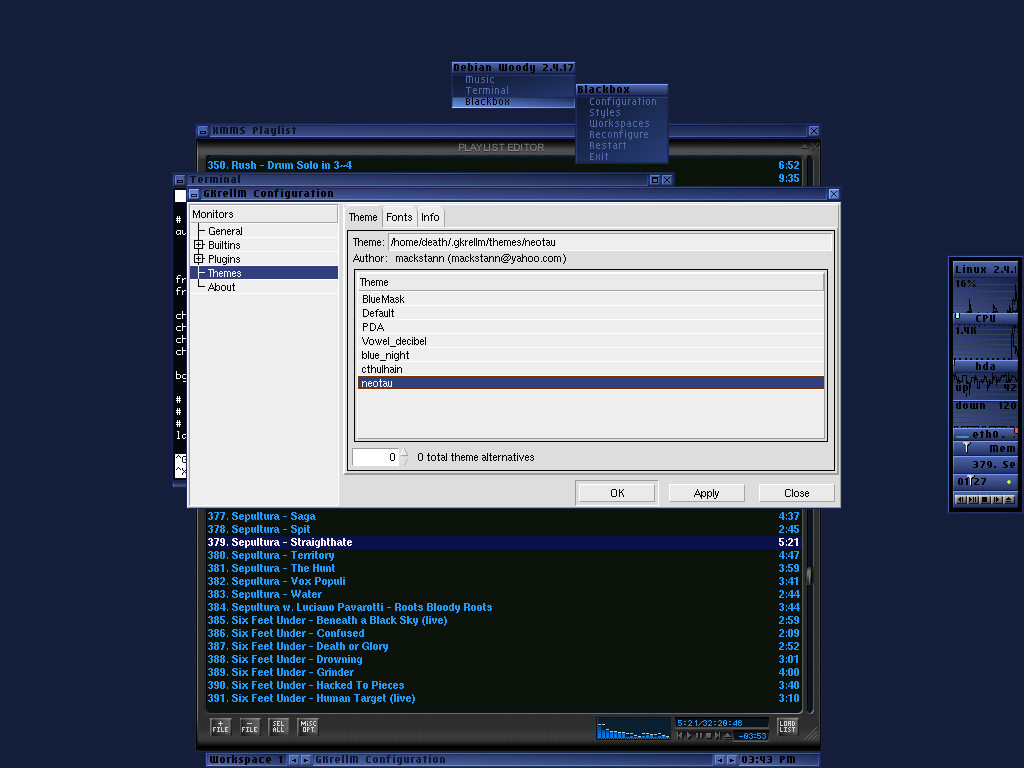 Debian Woody 2.4.17
Music
Terminal
Blackbox
Blackbox
Configuration
Styles
Workspaces
Reconfigure
Restart
Exit
XMMS Playlist
PLAYLIST EDITOR
350. Rush - Drum Solo in 3-4 6:52
9:35
Terminal
GKrellM Configuration
Monitors
General
Builtins
Plugins
Themes
About
Theme Fonts Info
Theme: /home/death/.gkrellm/themes/neotau
Author: mackstann (mackstann@yahoo.com)
Theme
BlueMask
Default
PDA
Vowel_decibel
blue_night
cthulhain
neotau
0 0 total theme alternatives
OK Apply Close
#
au
fr
fr
ch
ch
ch
ch
bg
#
#
#
lo
^G
^X
Linux 2.4.1
16%
CPU
1.4K
hda
up 42
down 120
eth0
Mem
379. Se
01:27
377. Sepultura - Saga 4:37
378. Sepultura - Spit 2:45
379. Sepultura - Straighthate 5:21
380. Sepultura - Territory 4:47
381. Sepultura - The Hunt 3:59
382. Sepultura - Vox Populi 3:41
383. Sepultura - Water 2:44
384. Sepultura w. Luciano Pavarotti - Roots Bloody Roots 3:44
385. Six Feet Under - Beneath a Black Sky (live) 2:59
386. Six Feet Under - Confused 2:09
387. Six Feet Under - Death or Glory 2:52
388. Six Feet Under - Drowning 3:01
389. Six Feet Under - Grinder 4:00
390. Six Feet Under - Hacked To Pieces 3:40
391. Six Feet Under - Human Target (live) 3:10
+ FILE - FILE SEL ALL MISC OPT. 5:21/32:20:46 -03:53 LOAD LIST
Workspace 1 GKrellM Configuration 03:43 PM